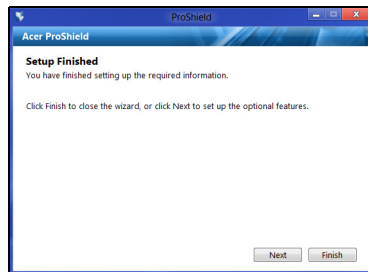 ProShield
Acer ProShield
Setup Finished
You have finished setting up the required information.
Click Finish to close the wizard, or click Next to set up the optional features.
Next Finish